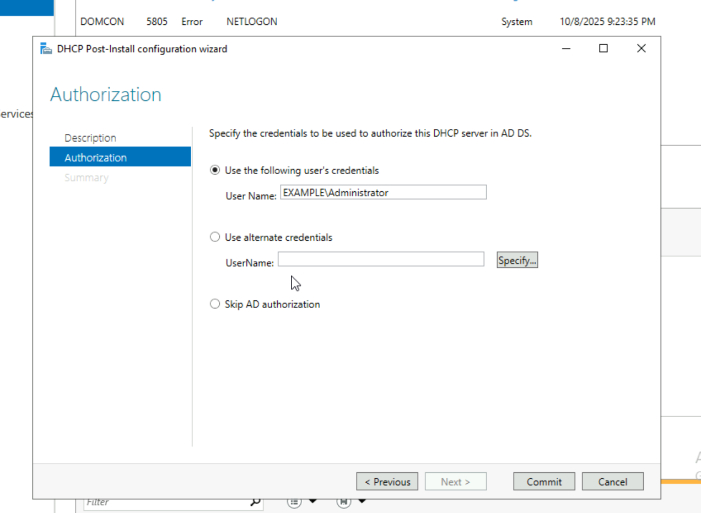 DOMCON 5805 Error NETLOGON System 10/8/2025 9:23:35 PM
DHCP Post-Install configuration wizard
Authorization
ervices
Description
Authorization
Summary
Specify the credentials to be used to authorize this DHCP server in AD DS.
Use the following user's credentials
User Name: EXAMPLE\Administrator
Use alternate credentials
UserName:
Specify...
Skip AD authorization
< Previous Next > Commit Cancel
Filter